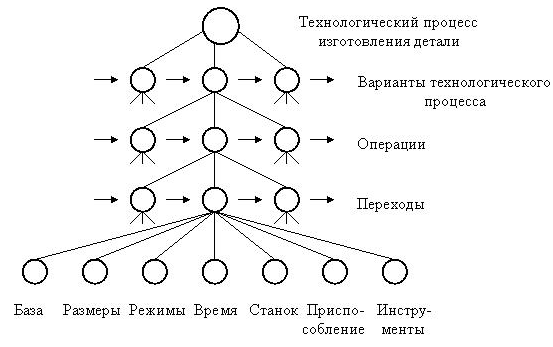 Технологический процесс
изготовления детали
Варианты технологического
процесса
Операции
Переходы
База Размеры Режимы Время Станок Приспо- Инстру-
собление менты